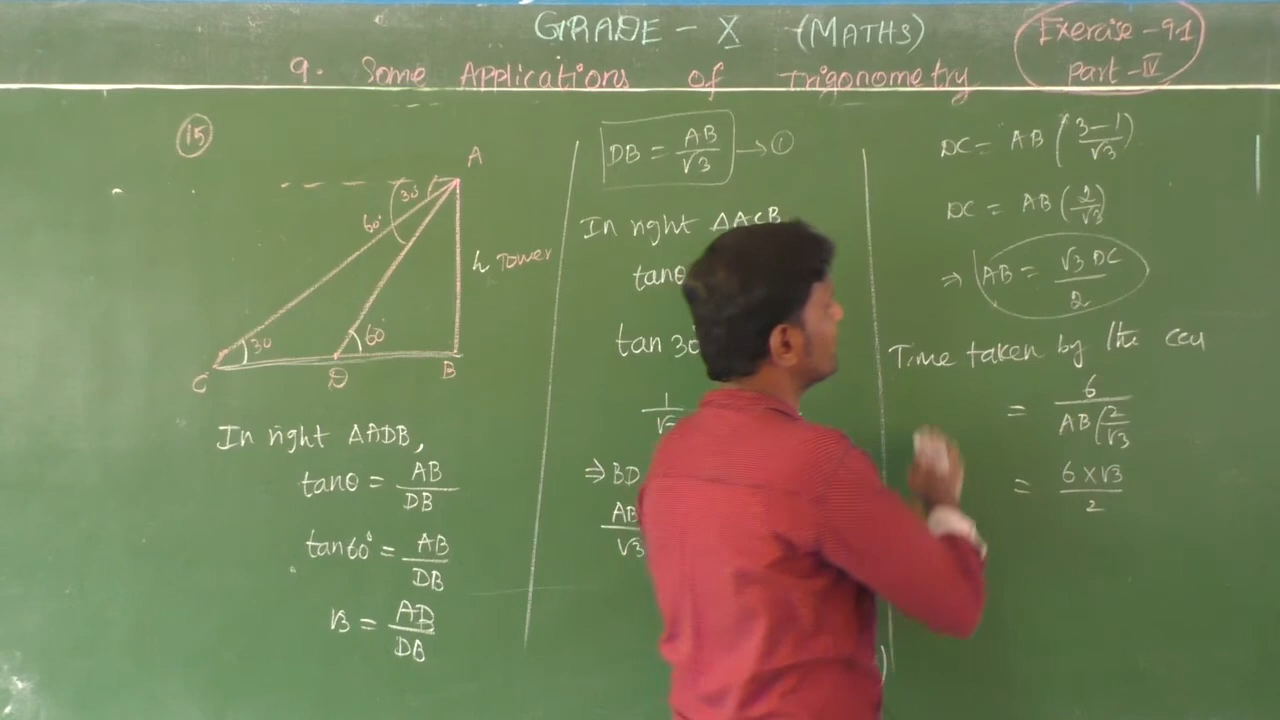 GRADE - X (MATHS)
Exercise - 9.1
Part - IV
9. Some Applications of Trigonometry
15
A
30°
60°
h Tower
30
60°
C
D
B
In right ΔADB,
tanθ = AB/DB
tan60° = AB/DB
√3 = AB/DB
DB = AB/√3 → ①
In right ΔACB
tanθ
tan 30°
⇒ BD
AB/√3
DC = AB (3-1/√3)
DC = AB (2/√3)
⇒ AB = √3 DC/2
Time taken by the car
= 6/AB(2/√3
= 6×√3/2